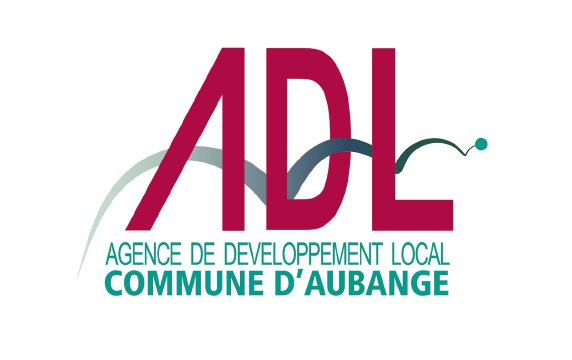 ADL
AGENCE DE DEVELOPPEMENT LOCAL
COMMUNE D'AUBANGE